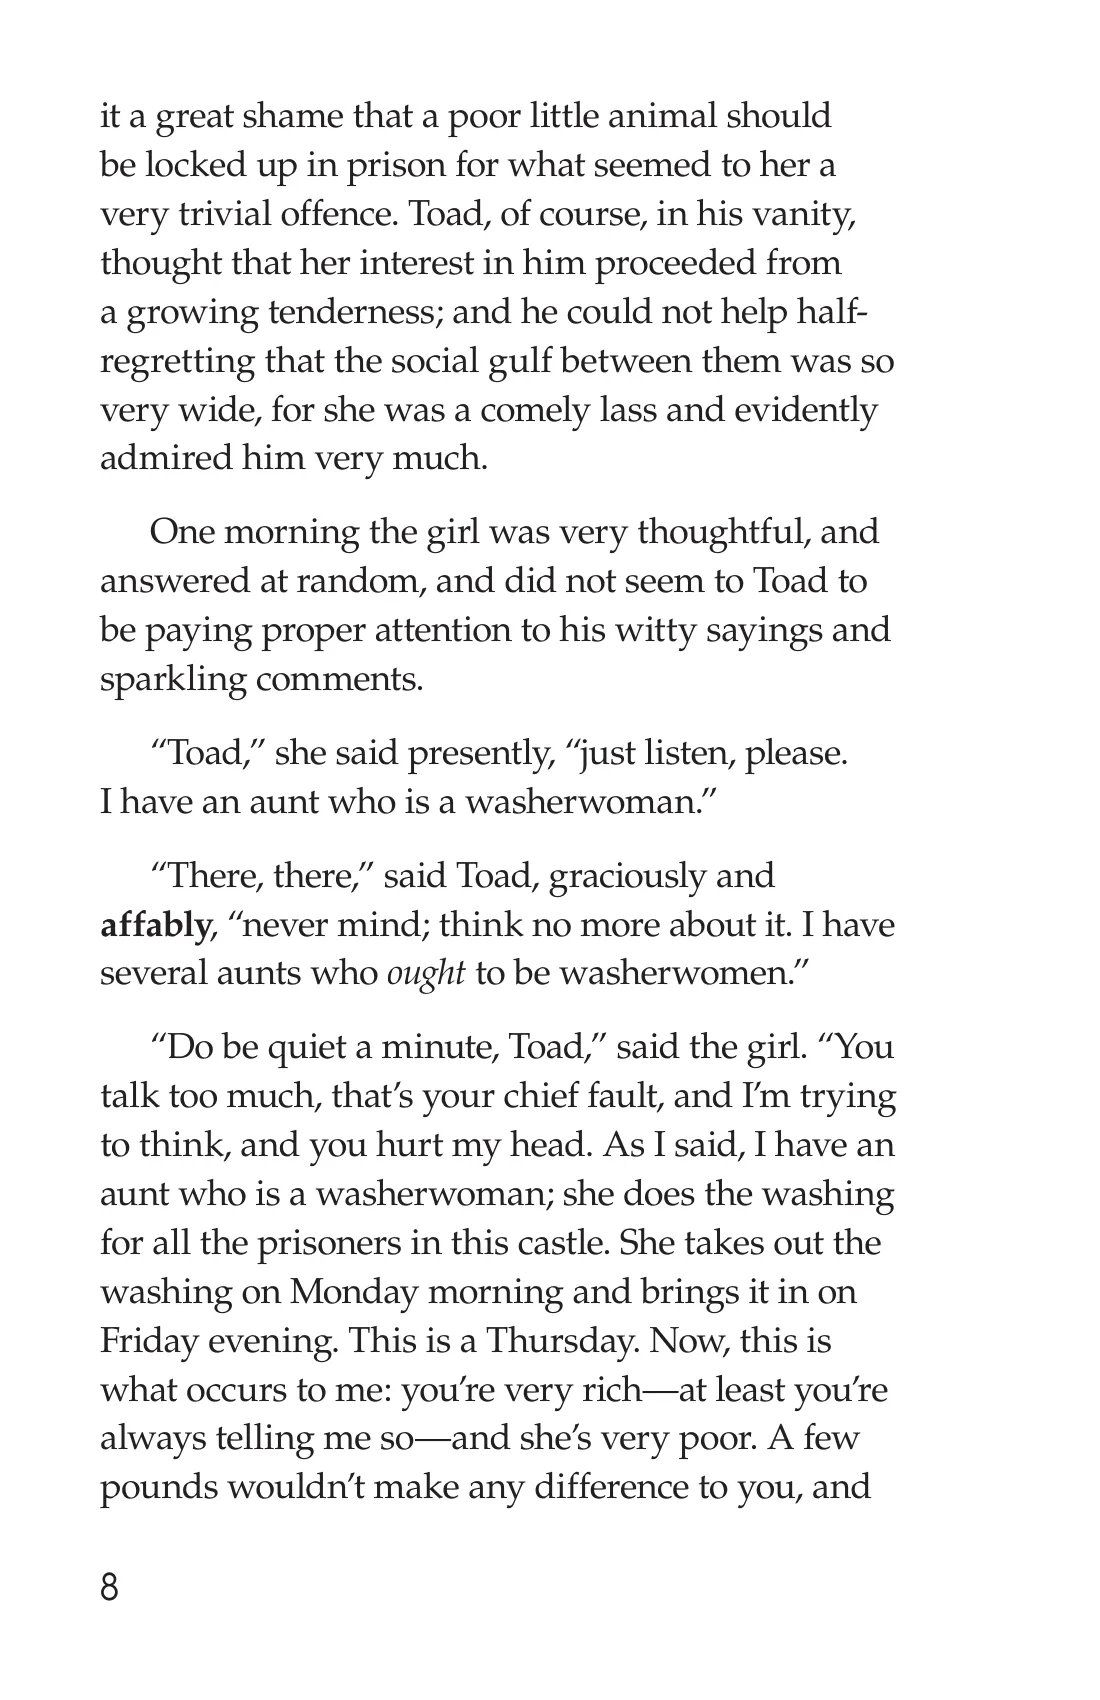 it a great shame that a poor little animal should
be locked up in prison for what seemed to her a
very trivial offence. Toad, of course, in his vanity,
thought that her interest in him proceeded from
a growing tenderness; and he could not help half-
regretting that the social gulf between them was so
very wide, for she was a comely lass and evidently
admired him very much.
One morning the girl was very thoughtful, and
answered at random, and did not seem to Toad to
be paying proper attention to his witty sayings and
sparkling comments.
“Toad,” she said presently, “just listen, please.
I have an aunt who is a washerwoman.”
“There, there,” said Toad, graciously and
affably, “never mind; think no more about it. I have
several aunts who ought to be washerwomen.”
“Do be quiet a minute, Toad,” said the girl. “You
talk too much, that’s your chief fault, and I’m trying
to think, and you hurt my head. As I said, I have an
aunt who is a washerwoman; she does the washing
for all the prisoners in this castle. She takes out the
washing on Monday morning and brings it in on
Friday evening. This is a Thursday. Now, this is
what occurs to me: you’re very rich—at least you’re
always telling me so—and she’s very poor. A few
pounds wouldn’t make any difference to you, and
8